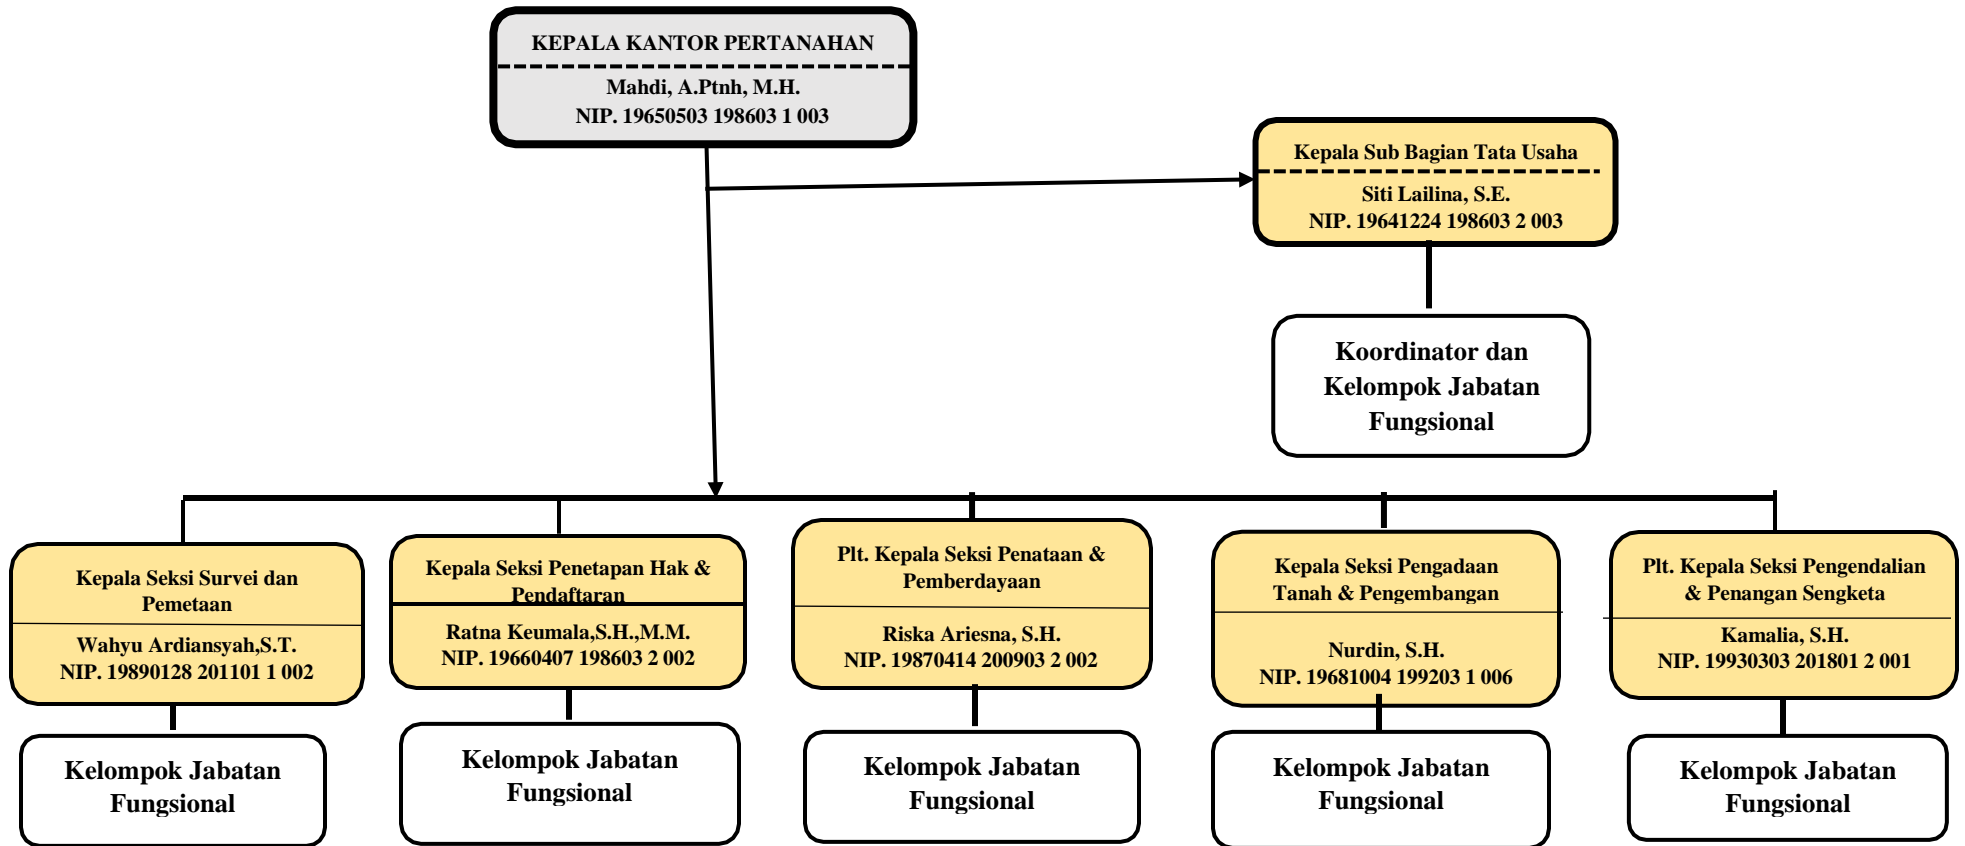 KEPALA KANTOR PERTANAHAN
Mahdi, A.Ptnh, M.H.
NIP. 19650503 198603 1 003
Kepala Sub Bagian Tata Usaha
Siti Lailina, S.E.
NIP. 19641224 198603 2 003
Koordinator dan
Kelompok Jabatan
Fungsional
Kepala Seksi Survei dan
Pemetaan
Wahyu Ardiansyah,S.T.
NIP. 19890128 201101 1 002
Kepala Seksi Penetapan Hak &
Pendaftaran
Ratna Keumala,S.H.,M.M.
NIP. 19660407 198603 2 002
Plt. Kepala Seksi Penataan &
Pemberdayaan
Riska Ariesna, S.H.
NIP. 19870414 200903 2 002
Kepala Seksi Pengadaan
Tanah & Pengembangan
Nurdin, S.H.
NIP. 19681004 199203 1 006
Plt. Kepala Seksi Pengendalian
& Penangan Sengketa
Kamalia, S.H.
NIP. 19930303 201801 2 001
Kelompok Jabatan
Fungsional
Kelompok Jabatan
Fungsional
Kelompok Jabatan
Fungsional
Kelompok Jabatan
Fungsional
Kelompok Jabatan
Fungsional